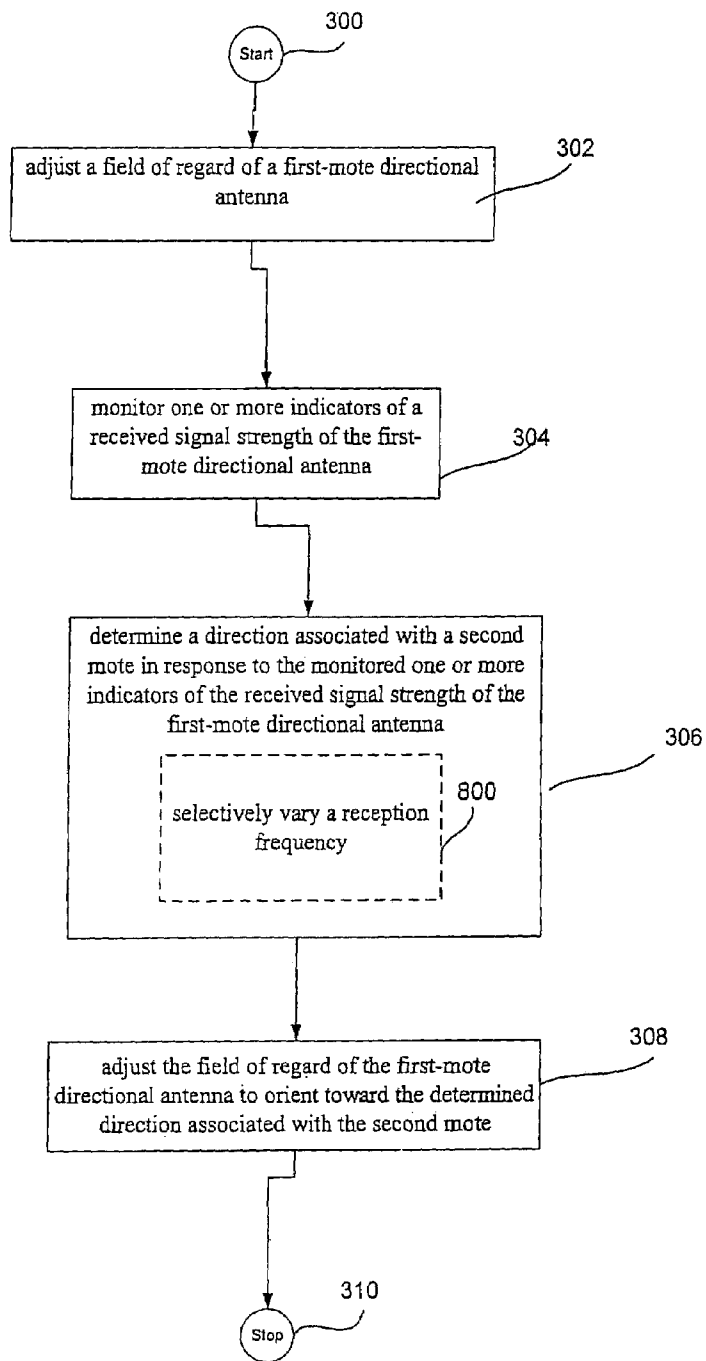 300
Start
302
adjust a field of regard of a first-mote directional
antenna
monitor one or more indicators of a
received signal strength of the first-
mote directional antenna
304
determine a direction associated with a second
mote in response to the monitored one or more
indicators of the received signal strength of the
first-mote directional antenna
306
800
selectively vary a reception
frequency
308
adjust the field of regard of the first-mote
directional antenna to orient toward the determined
direction associated with the second mote
310
Stop